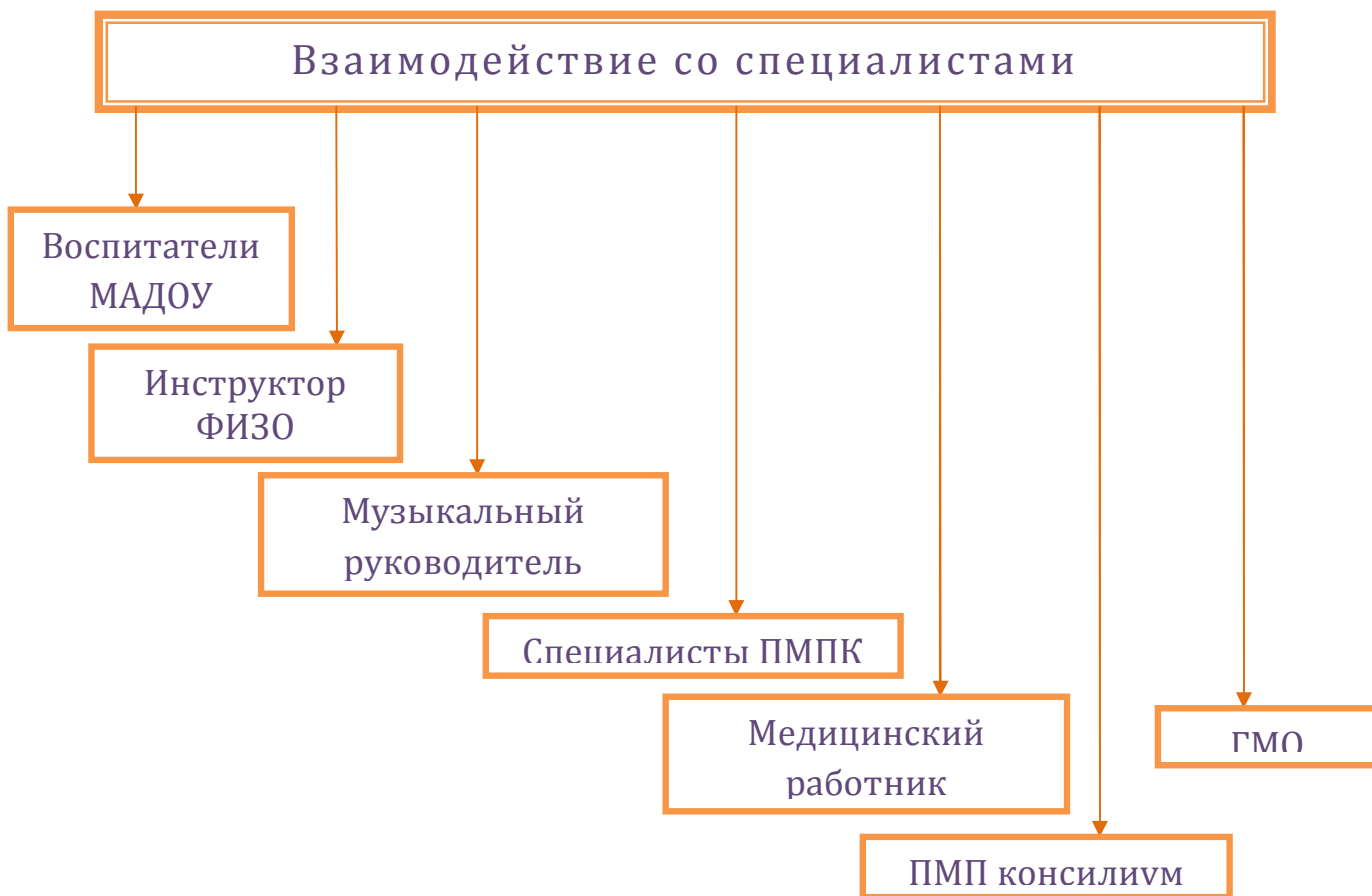 Взаимодействие со специалистами
Воспитатели
МАДОУ
Инструктор
ФИЗО
Музыкальный
руководитель
Специалисты ПМПК
Медицинский
работник
ГМО
ПМП консилиум